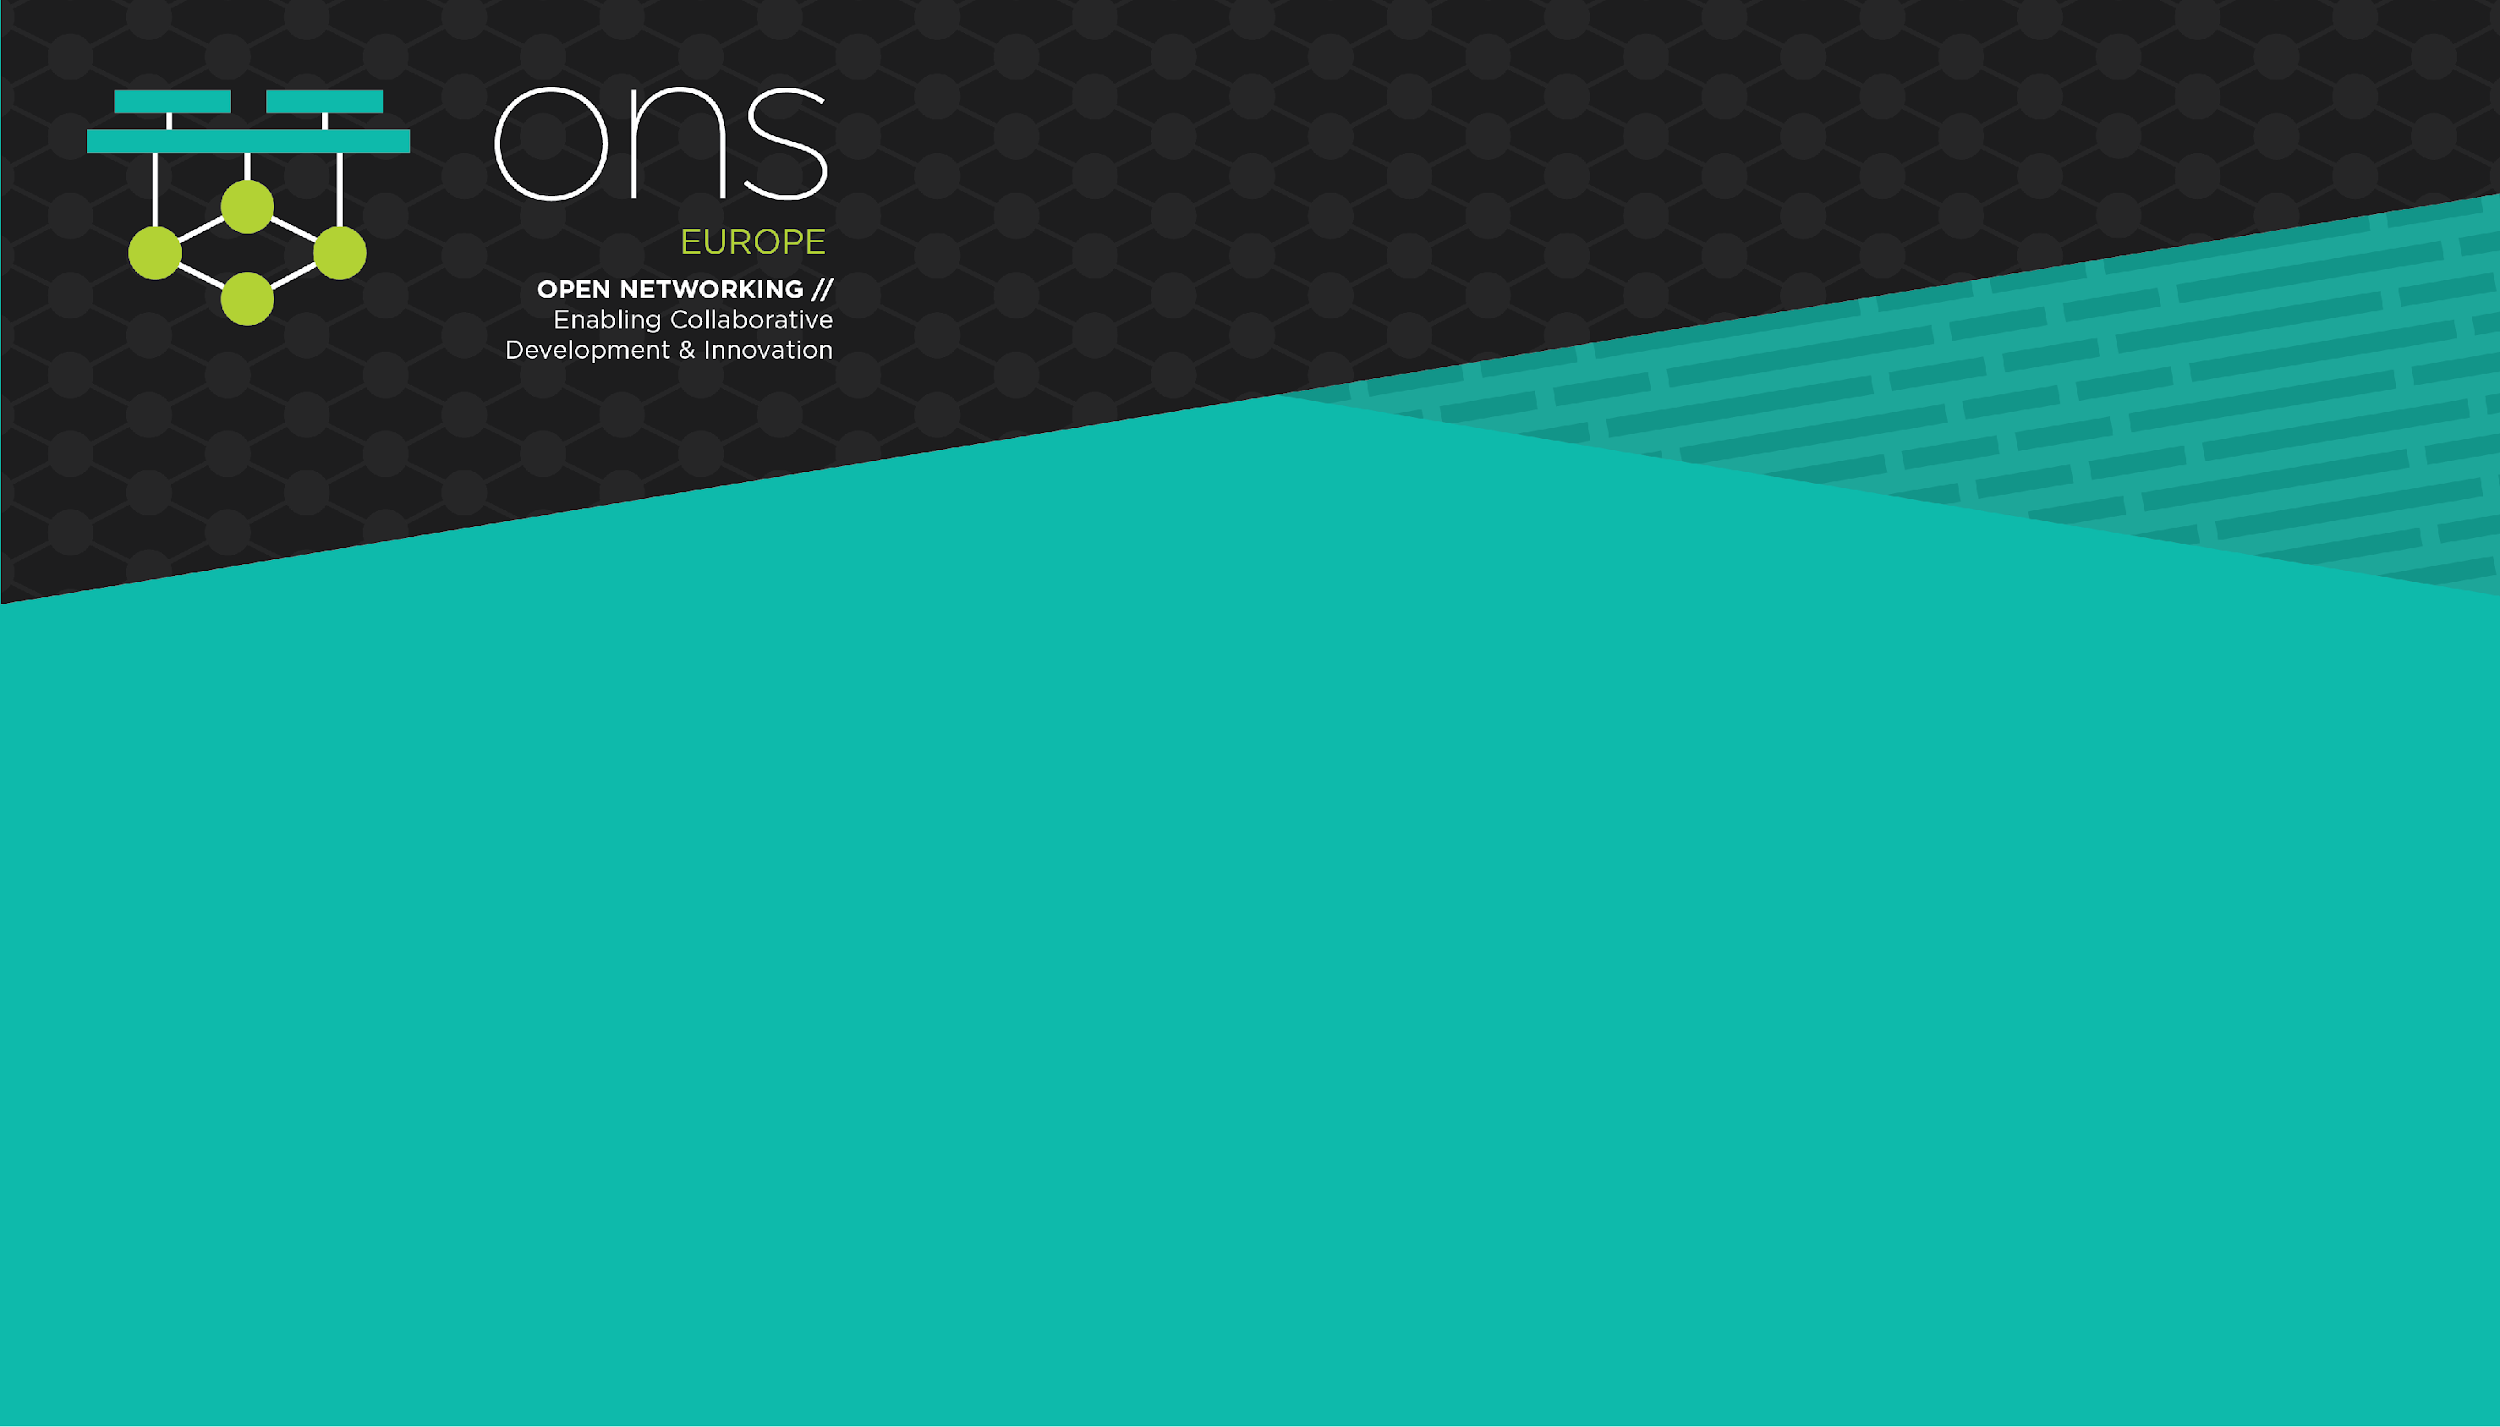 ons
EUROPE
OPEN NETWORKING //
Enabling Collaborative
Development & Innovation